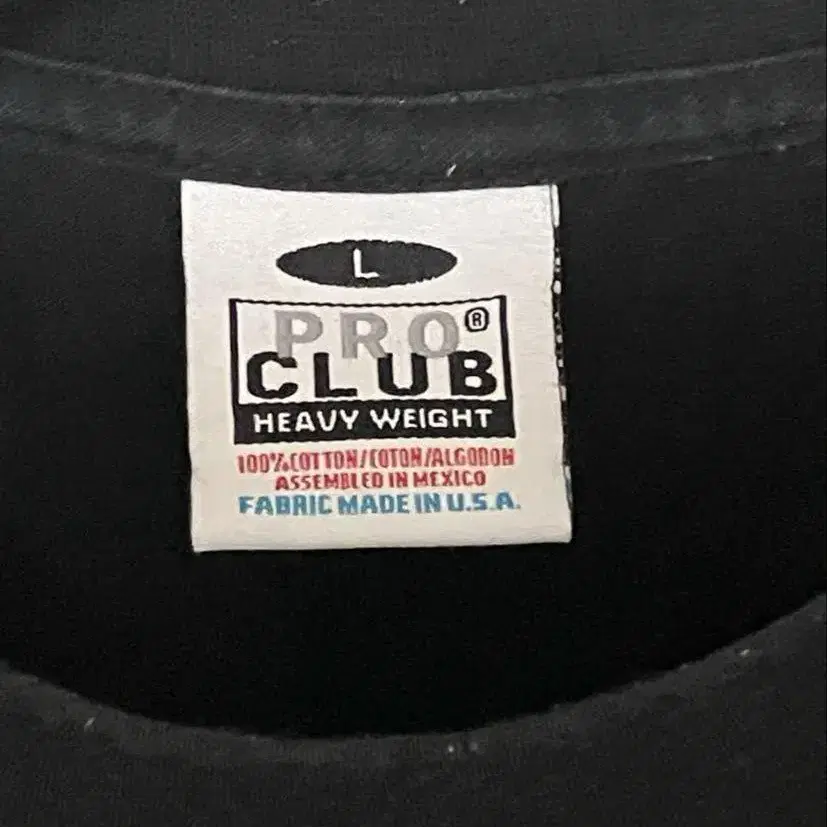 L
PRO®
CLUB
HEAVY WEIGHT
100%COTTON/COTON/ALGODON
ASSEMBLED IN MEXICO
FABRIC MADE IN U.S.A.